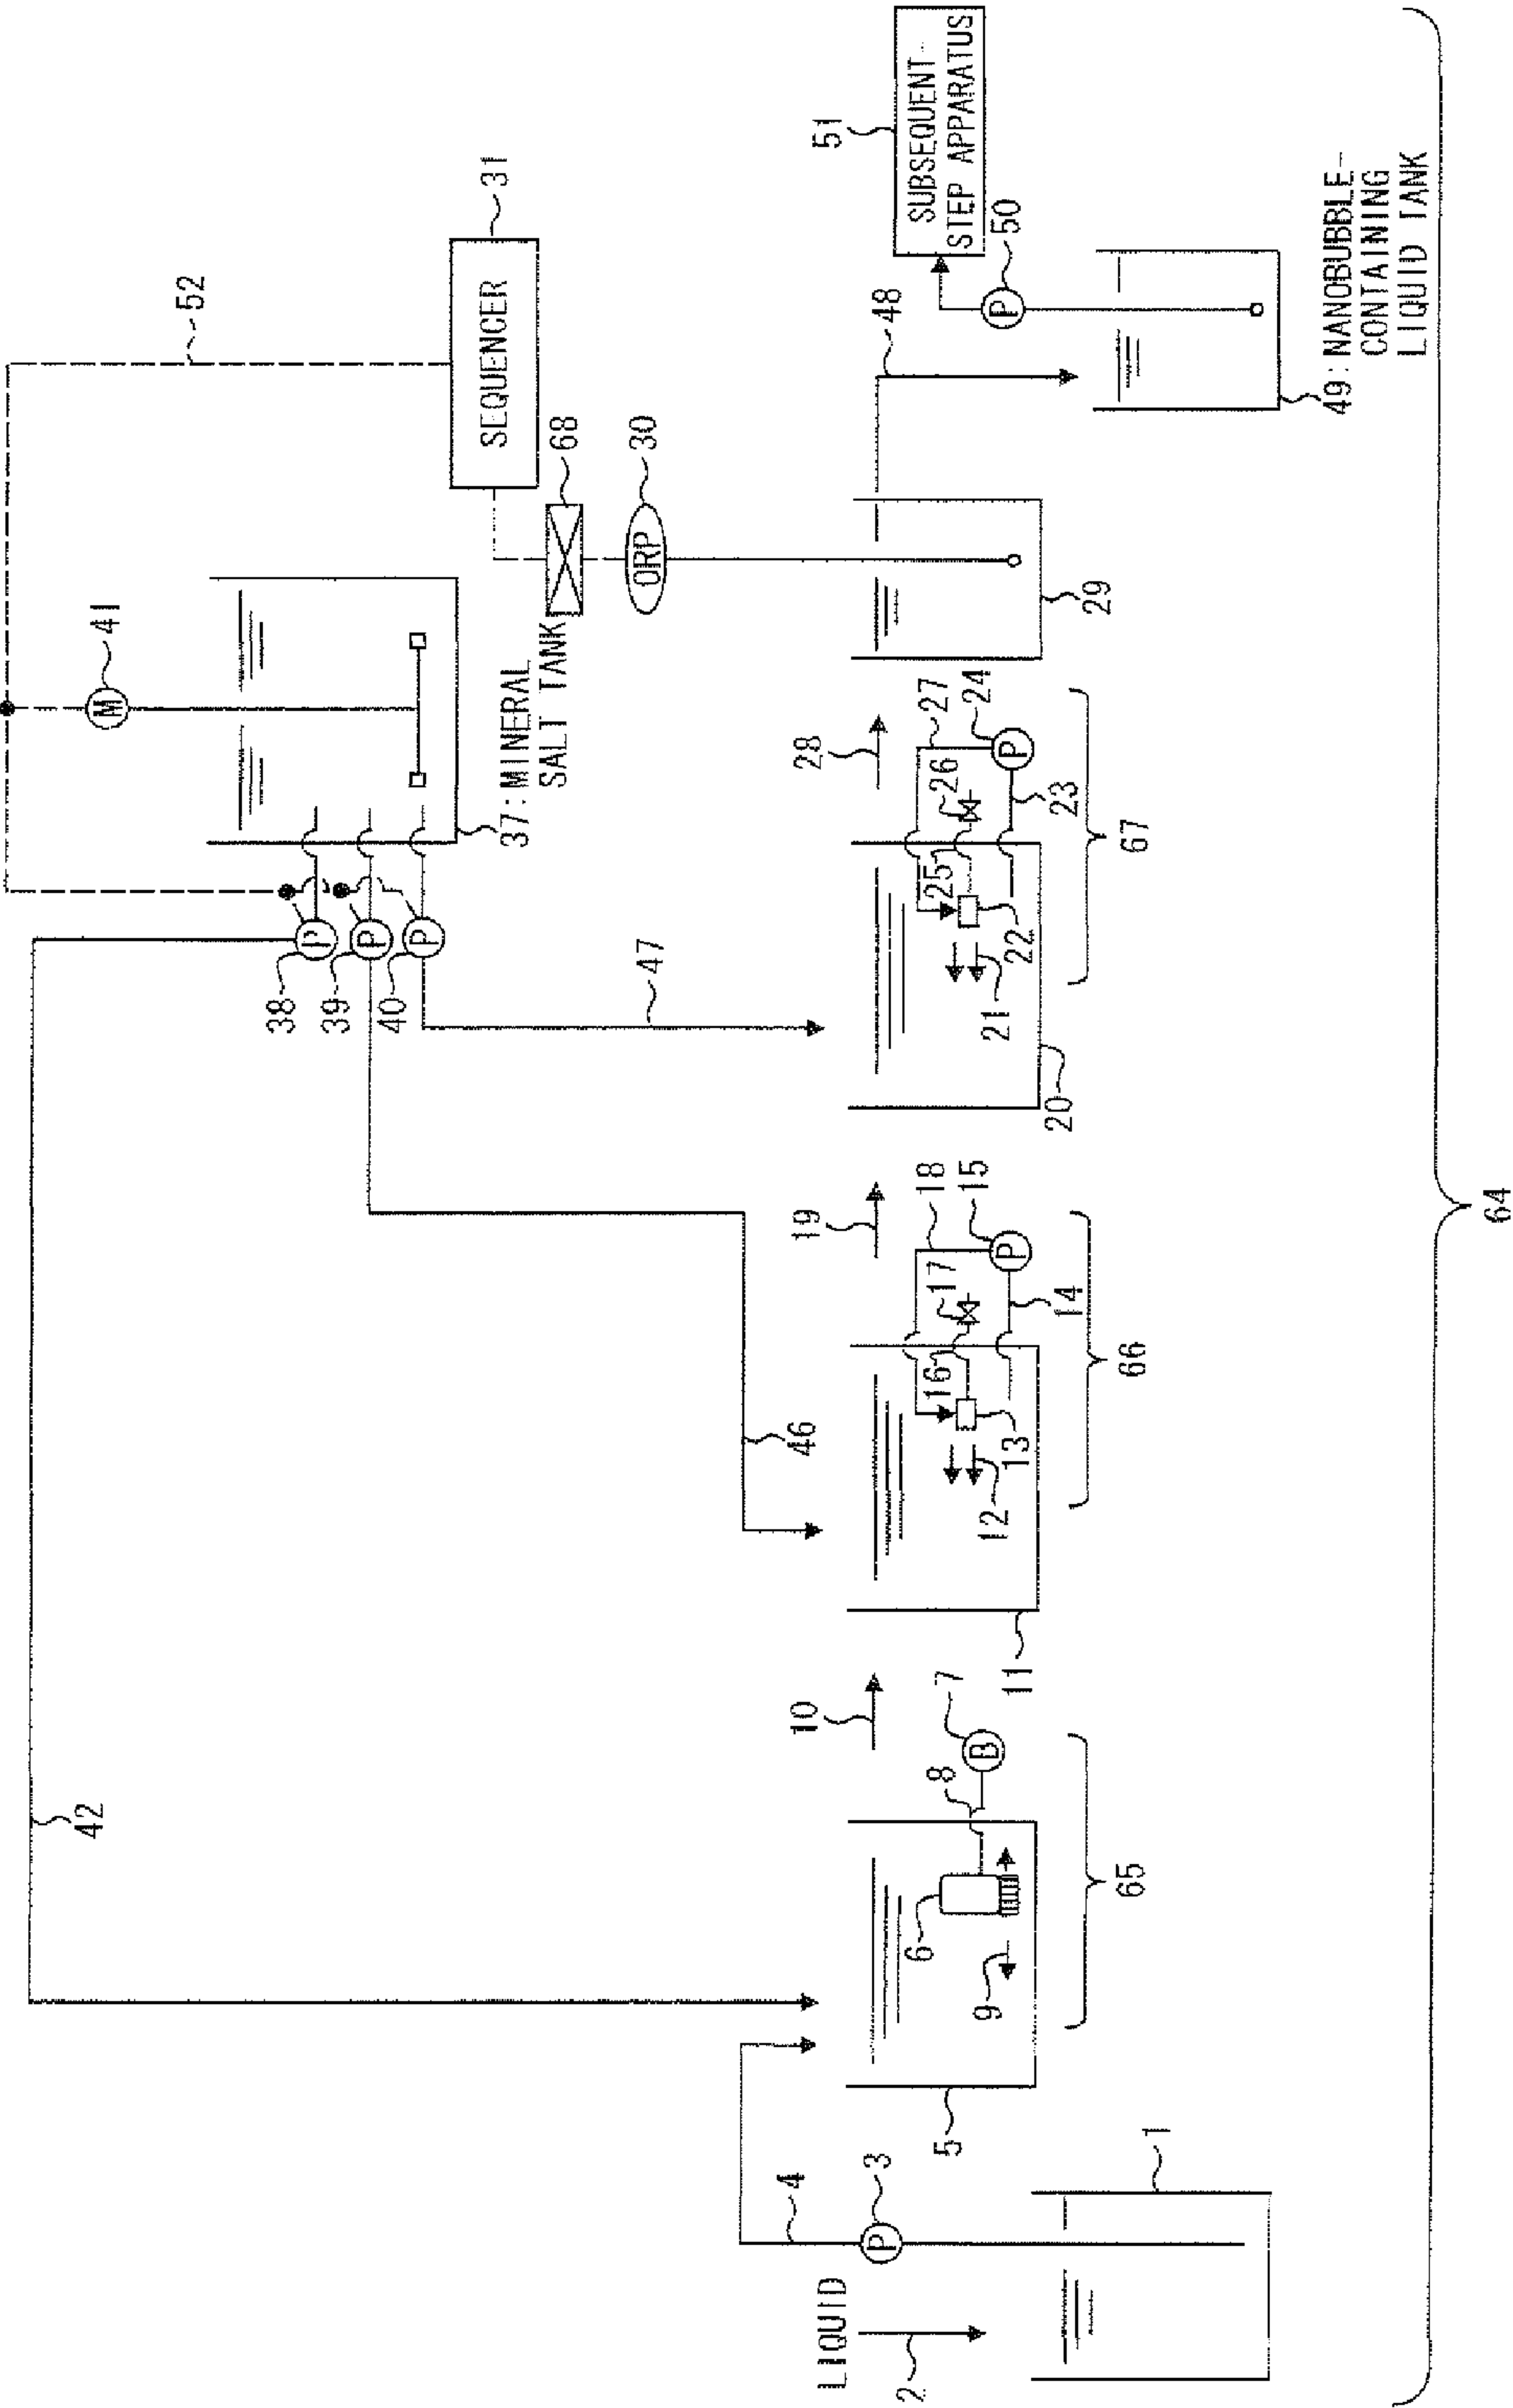 52
41
M
SEQUENCER
31
42
38
39
40
P
P
P
37:MINERAL
SALT TANK
68
30
ORP
47
46
48
51
SUBSEQUENT
STEP APPARATUS
50
P
49:NANOBUBBLE-
CONTAINING
LIQUID TANK
LIQUID
2
4
3
P
1
5
6
9
8
7
B
10
65
11
12
13
16
17
18
15
P
14
19
66
20
21
22
25
26
27
24
P
23
28
67
29
64